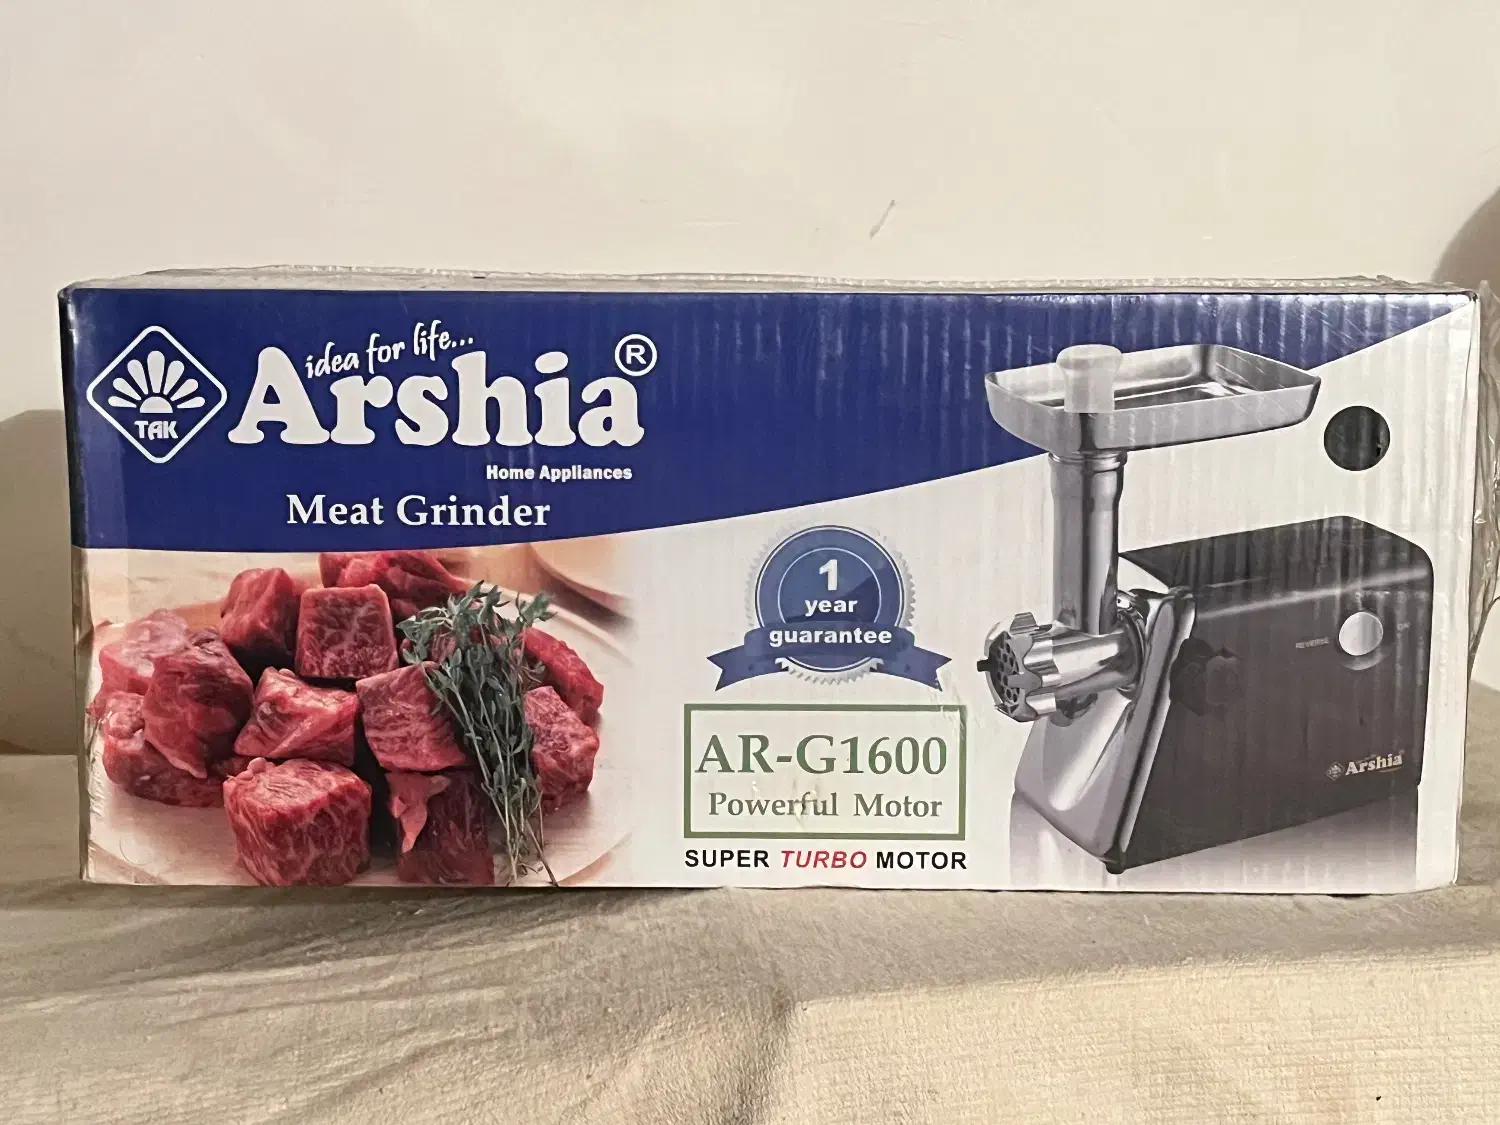 idea for life...
Arshia®
TAK
Home Appliances
Meat Grinder
1
year
guarantee
AR-G1600
Powerful Motor
SUPER TURBO MOTOR
REVERSE
ON
Arshia